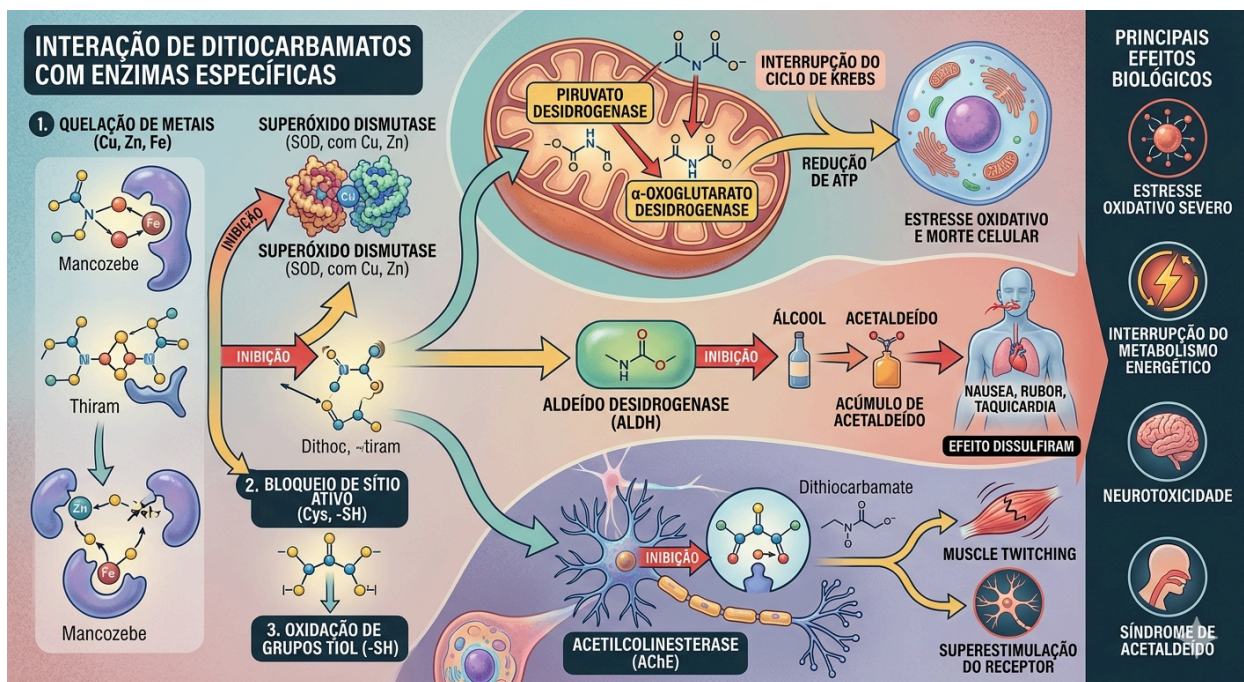 INTERAÇÃO DE DITIOCARBAMATOS
COM ENZIMAS ESPECÍFICAS
1. QUELAÇÃO DE METAIS
(Cu, Zn, Fe)
N
Fe
Mancozebe
N
N
Thiram
Zn
Fe
Mancozebe
SUPERÓXIDO DISMUTASE
(SOD, com Cu, Zn)
INIBIÇÃO
SUPERÓXIDO DISMUTASE
(SOD, com Cu, Zn)
INIBIÇÃO
N
Dithoc, -tiram
2. BLOQUEIO DE SÍTIO
ATIVO
(Cys, -SH)
3. OXIDAÇÃO DE
GRUPOS TIOL (-SH)
O O
N O⁻
PIRUVATO
DESIDROGENASE
⁻O N O
H
O O
N O
H
α-OXOGLUTARATO
DESIDROGENASE
INTERRUPÇÃO DO
CICLO DE KREBS
REDUÇÃO
DE ATP
ESTRESSE OXIDATIVO
E MORTE CELULAR
O
N O
H
ALDEÍDO DESIDROGENASE
(ALDH)
INIBIÇÃO
ÁLCOOL
ACETALDEÍDO
ACÚMULO DE
ACETALDEÍDO
NAUSEA, RUBOR,
TAQUICARDIA
EFEITO DISSULFIRAM
INIBIÇÃO
ACETILCOLINESTERASE
(AChE)
Dithiocarbamate
O
N O⁻
O
MUSCLE TWITCHING
SUPERESTIMULAÇÃO
DO RECEPTOR
PRINCIPAIS
EFEITOS
BIOLÓGICOS
ESTRESSE
OXIDATIVO SEVERO
INTERRUPÇÃO DO
METABOLISMO
ENERGÉTICO
NEUROTOXICIDADE
SÍNDROME DE
ACETALDEÍDO